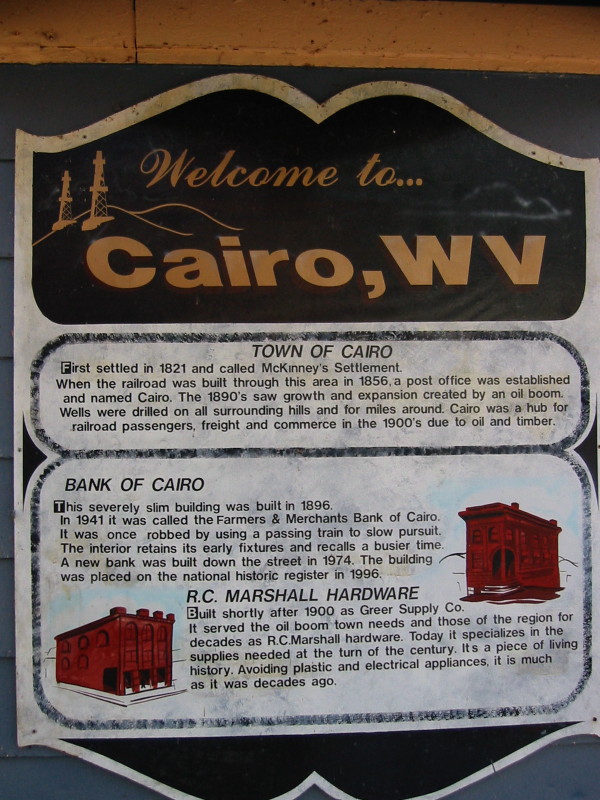 Welcome to...
Cairo, WV
TOWN OF CAIRO
First settled in 1821 and called McKinney's Settlement.
When the railroad was built through this area in 1856, a post office was established
and named Cairo. The 1890's saw growth and expansion created by an oil boom.
Wells were drilled on all surrounding hills and for miles around. Cairo was a hub for
railroad passengers, freight and commerce in the 1900's due to oil and timber.
BANK OF CAIRO
This severely slim building was built in 1896.
In 1941 it was called the Farmers & Merchants Bank of Cairo.
It was once robbed by using a passing train to slow pursuit.
The interior retains its early fixtures and recalls a busier time.
A new bank was built down the street in 1974. The building
was placed on the national historic register in 1996.
R.C. MARSHALL HARDWARE
Built shortly after 1900 as Greer Supply Co.
It served the oil boom town needs and those of the region for
decades as R.C. Marshall hardware. Today it specializes in the
supplies needed at the turn of the century. It's a piece of living
history. Avoiding plastic and electrical appliances, it is much
as it was decades ago.